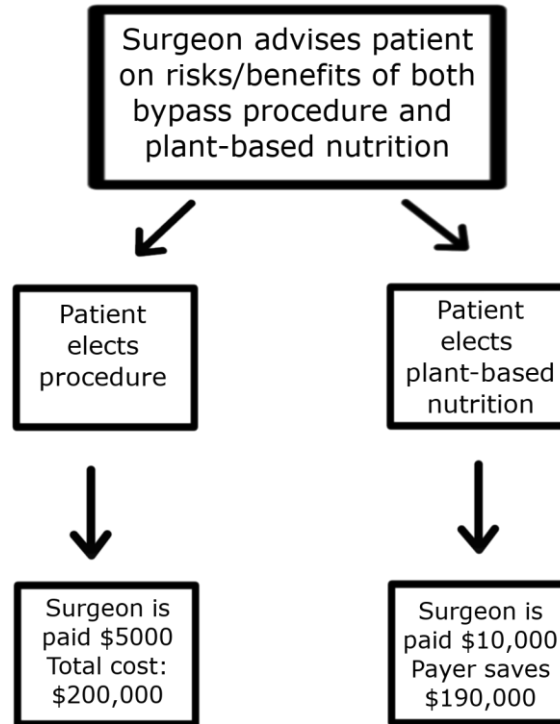 Surgeon advises patient
on risks/benefits of both
bypass procedure and
plant-based nutrition
Patient
elects
procedure
Patient
elects
plant-based
nutrition
Surgeon is
paid $5000
Total cost:
$200,000
Surgeon is
paid $10,000
Payer saves
$190,000